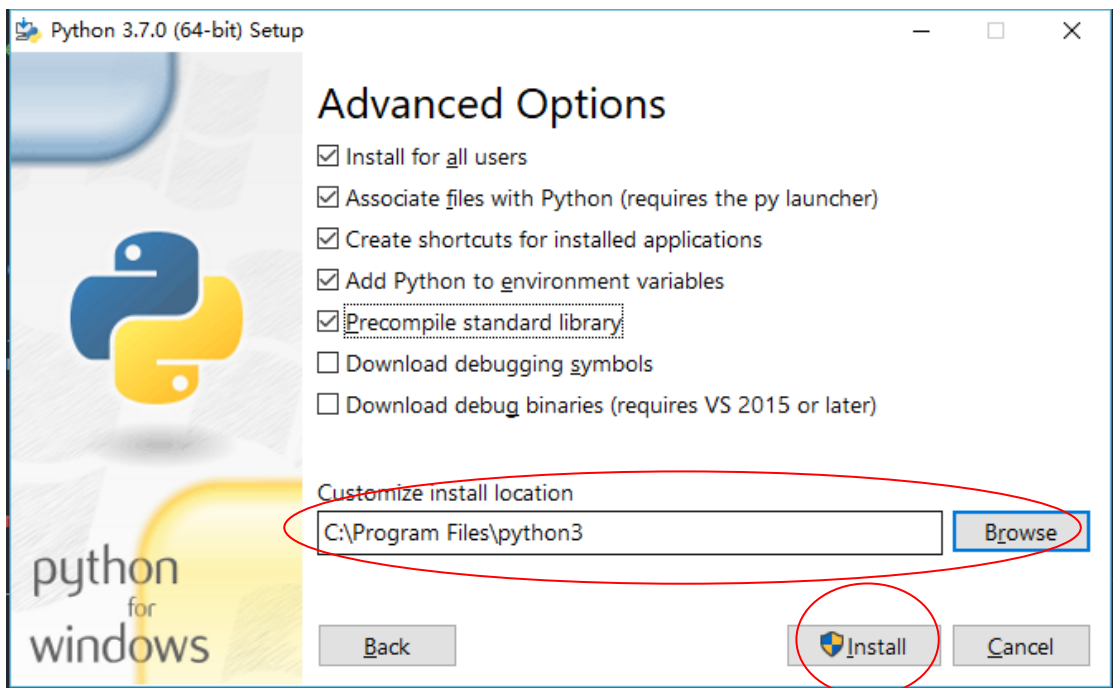 Python 3.7.0 (64-bit) Setup
Advanced Options
Install for all users
Associate files with Python (requires the py launcher)
Create shortcuts for installed applications
Add Python to environment variables
Precompile standard library
Download debugging symbols
Download debug binaries (requires VS 2015 or later)
Customize install location
C:\Program Files\python3
Browse
python
for
windows
Back
Install
Cancel